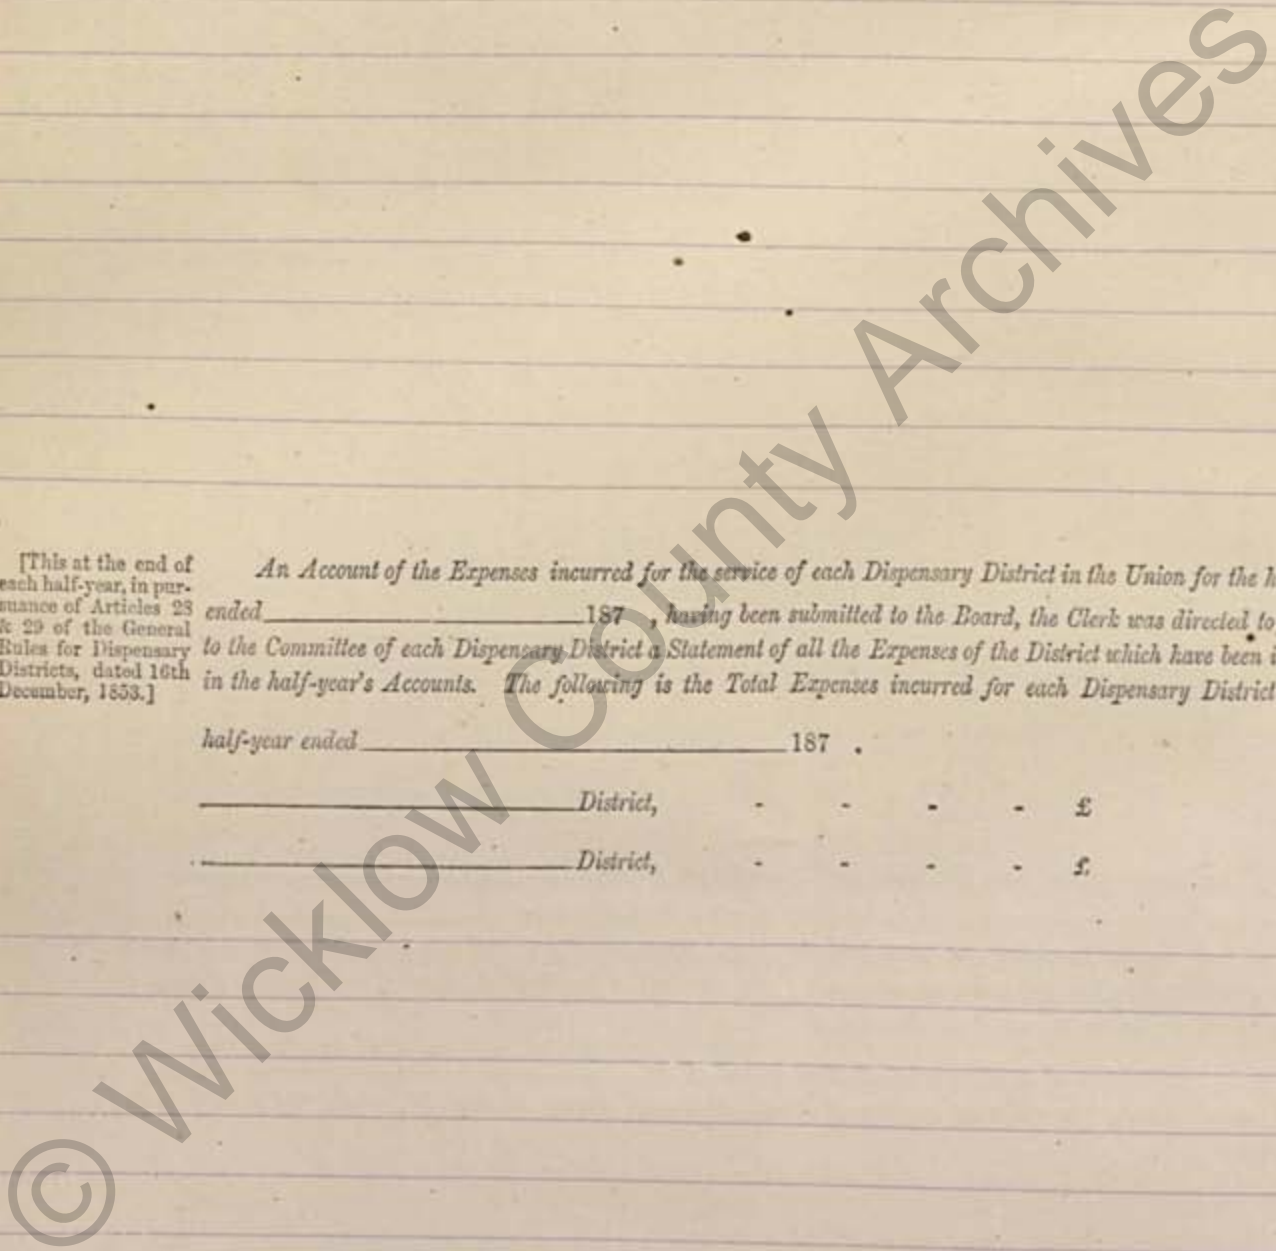 [This at the end of
each half-year, in pur-
suance of Articles 28
& 29 of the General
Rules for Dispensary
Districts, dated 16th
December, 1853.]
An Account of the Expenses incurred for the service of each Dispensary District in the Union for the h
ended 187 , having been submitted to the Board, the Clerk was directed to
to the Committee of each Dispensary District a Statement of all the Expenses of the District which have been i
in the half-year's Accounts. The following is the Total Expenses incurred for each Dispensary District
half-year ended 187 .
District, - - - - £
District, - - - - £
© Wicklow County Archives